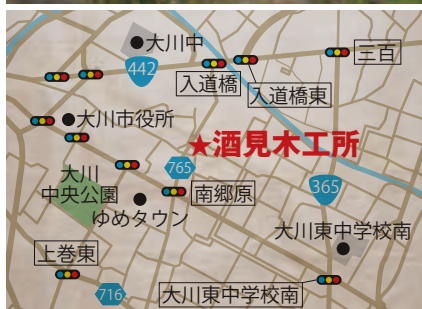 大川中
442
入道橋
入道橋東
三百
大川市役所
★酒見木工所
765
大川
中央公園
365
南郷原
ゆめタウン
大川東中学校南
上巻東
716
大川東中学校南